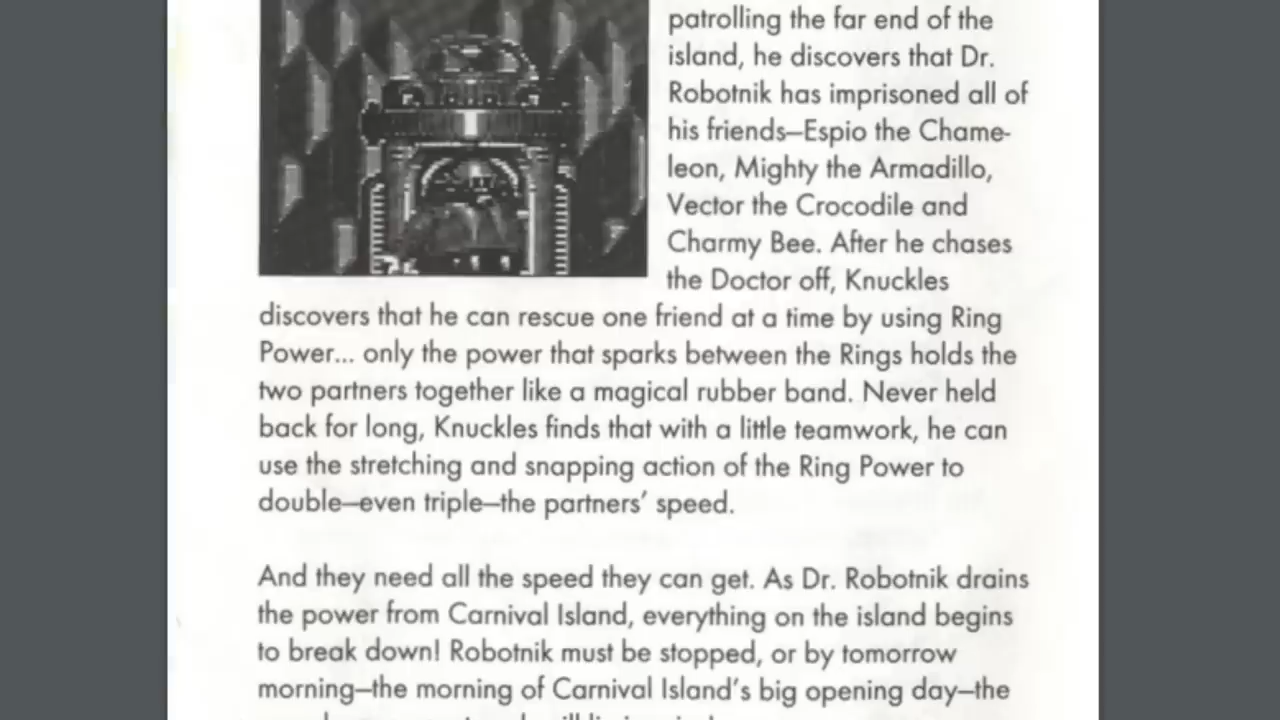 patrolling the far end of the
island, he discovers that Dr.
Robotnik has imprisoned all of
his friends—Espio the Chame-
leon, Mighty the Armadillo,
Vector the Crocodile and
Charmy Bee. After he chases
the Doctor off, Knuckles
discovers that he can rescue one friend at a time by using Ring
Power... only the power that sparks between the Rings holds the
two partners together like a magical rubber band. Never held
back for long, Knuckles finds that with a little teamwork, he can
use the stretching and snapping action of the Ring Power to
double—even triple—the partners’ speed.
And they need all the speed they can get. As Dr. Robotnik drains
the power from Carnival Island, everything on the island begins
to break down! Robotnik must be stopped, or by tomorrow
morning—the morning of Carnival Island’s big opening day—the